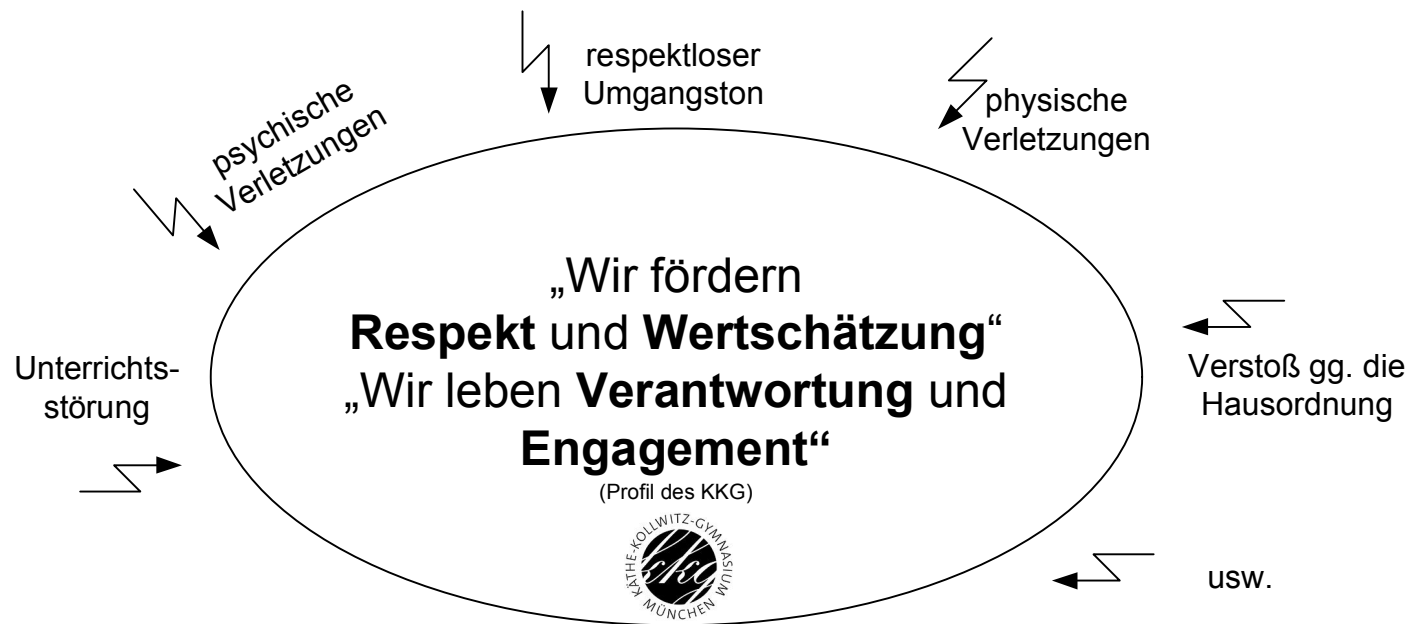 respektloser
Umgangston
physische
Verletzungen
psychische
Verletzungen
„Wir fördern
Respekt und Wertschätzung“
„Wir leben Verantwortung und
Engagement“
(Profil des KKG)
Unterrichts-
störung
Verstoß gg. die
Hausordnung
usw.
KÄTHE-KOLLWITZ-GYMNASIUM
MÜNCHEN
kkg